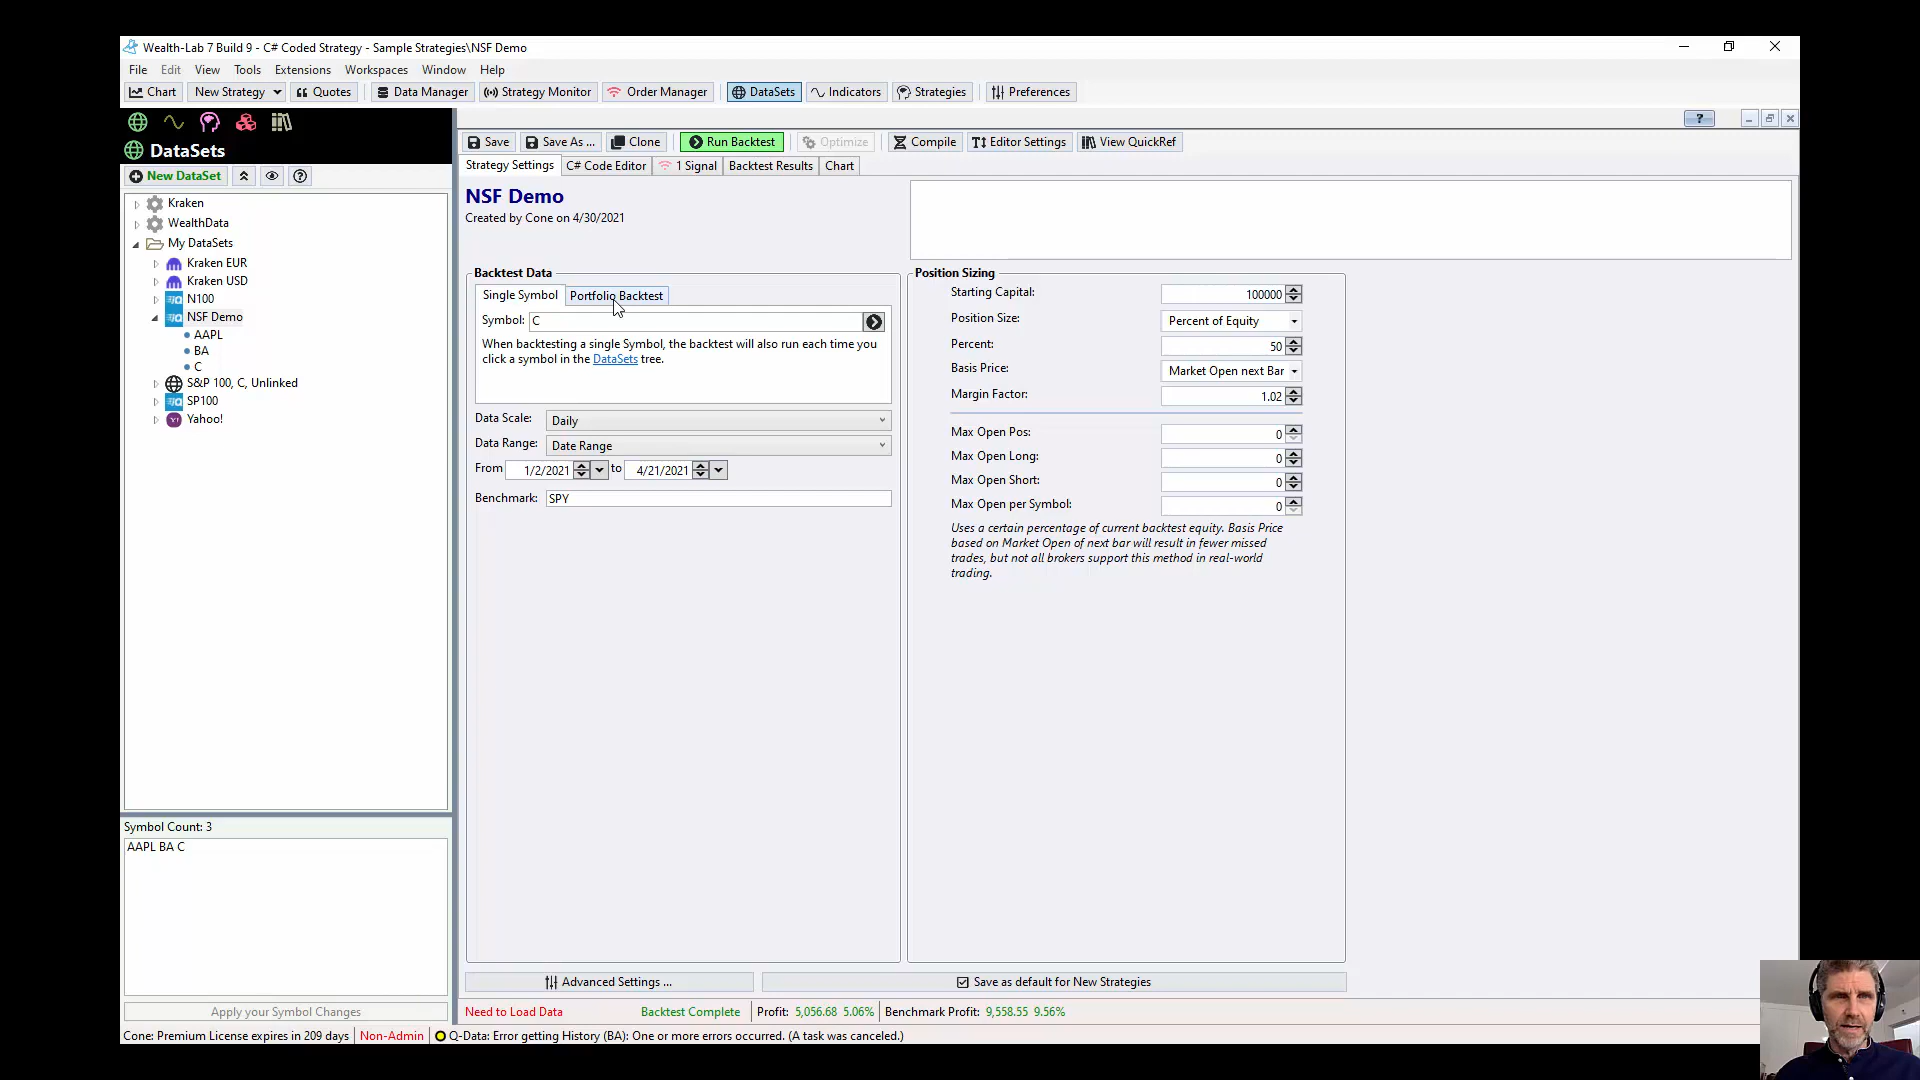 Wealth-Lab 7 Build 9 - C# Coded Strategy - Sample Strategies\NSF Demo
File Edit View Tools Extensions Workspaces Window Help
Chart New Strategy Quotes Data Manager Strategy Monitor Order Manager DataSets Indicators Strategies Preferences
DataSets
New DataSet
Kraken
WealthData
My DataSets
Kraken EUR
Kraken USD
N100
NSF Demo
AAPL
BA
C
S&P 100, C, Unlinked
SP100
Yahoo!
Symbol Count: 3
AAPL BA C
Apply your Symbol Changes
?
Save Save As ... Clone Run Backtest Optimize Compile Editor Settings View QuickRef
Strategy Settings C# Code Editor 1 Signal Backtest Results Chart
NSF Demo
Created by Cone on 4/30/2021
Backtest Data
Single Symbol Portfolio Backtest
Symbol: C
When backtesting a single Symbol, the backtest will also run each time you
click a symbol in the DataSets tree.
Data Scale: Daily
Data Range: Date Range
From 1/2/2021 to 4/21/2021
Benchmark: SPY
Position Sizing
Starting Capital: 100000
Position Size: Percent of Equity
Percent: 50
Basis Price: Market Open next Bar
Margin Factor: 1.02
Max Open Pos: 0
Max Open Long: 0
Max Open Short: 0
Max Open per Symbol: 0
Uses a certain percentage of current backtest equity. Basis Price
based on Market Open of next bar will result in fewer missed
trades, but not all brokers support this method in real-world
trading.
Advanced Settings ... Save as default for New Strategies
Need to Load Data Backtest Complete Profit: 5,056.68 5.06% Benchmark Profit: 9,558.55 9.56%
Cone: Premium License expires in 209 days Non-Admin Q-Data: Error getting History (BA): One or more errors occurred. (A task was canceled.)